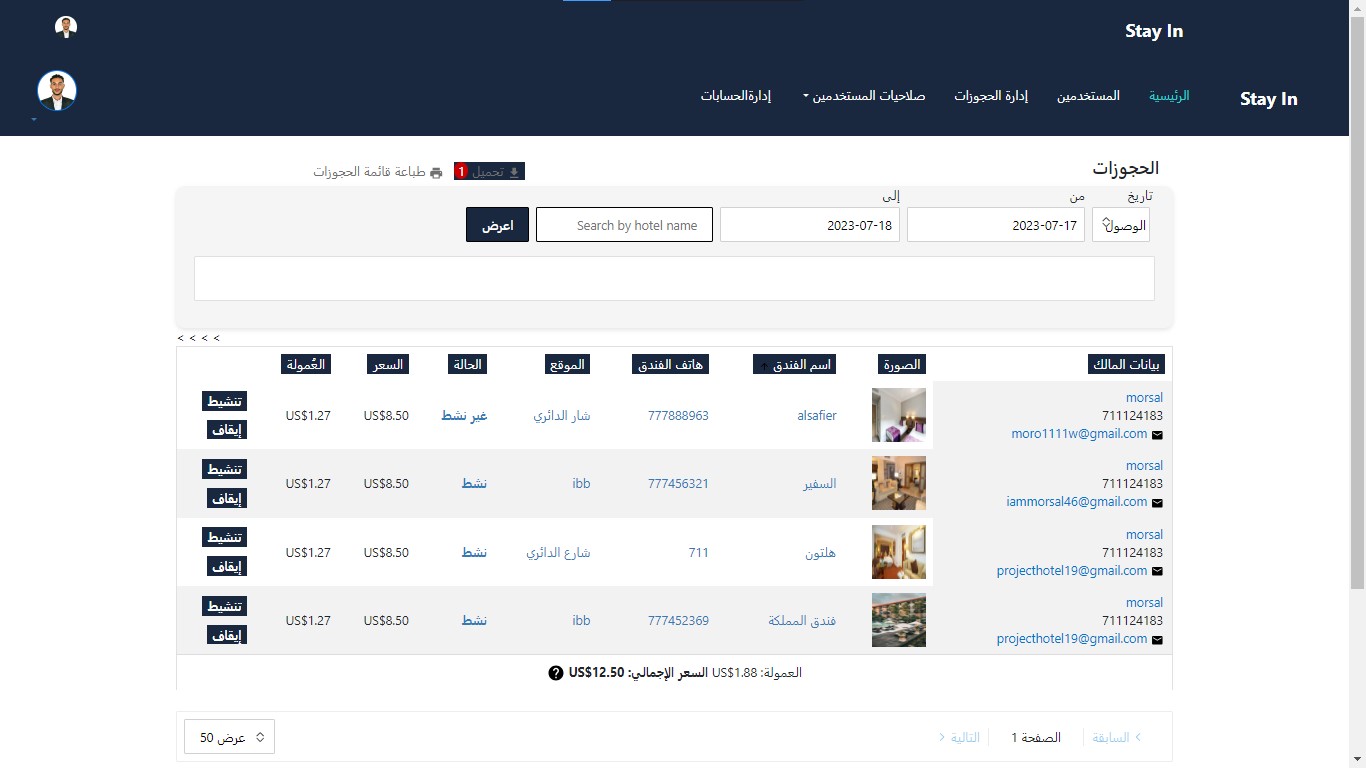 Stay In
Stay In
الرئيسية
المستخدمين
إدارة الحجوزات
صلاحيات المستخدمين
إدارةالحسابات
الحجوزات
تحميل 1
طباعة قائمة الحجوزات
تاريخ
من
إلى
الوصول
2023-07-17
2023-07-18
Search by hotel name
اعرض
< < < <
بيانات المالك الصورة اسم الفندق هاتف الفندق الموقع الحالة السعر العُمولة
morsal
711124183
moro1111w@gmail.com
alsafier 777888963 شار الدائري غير نشط US$8.50 US$1.27
تنشيط
إيقاف
morsal
711124183
iammorsal46@gmail.com
السفير 777456321 ibb نشط US$8.50 US$1.27
تنشيط
إيقاف
morsal
711124183
projecthotel19@gmail.com
هلتون 711 شارع الدائري نشط US$8.50 US$1.27
تنشيط
إيقاف
morsal
711124183
projecthotel19@gmail.com
فندق المملكة 777452369 ibb نشط US$8.50 US$1.27
تنشيط
إيقاف
العمولة: US$1.88 السعر الإجمالي: US$12.50
السابقة
الصفحة 1
التالية
عرض 50